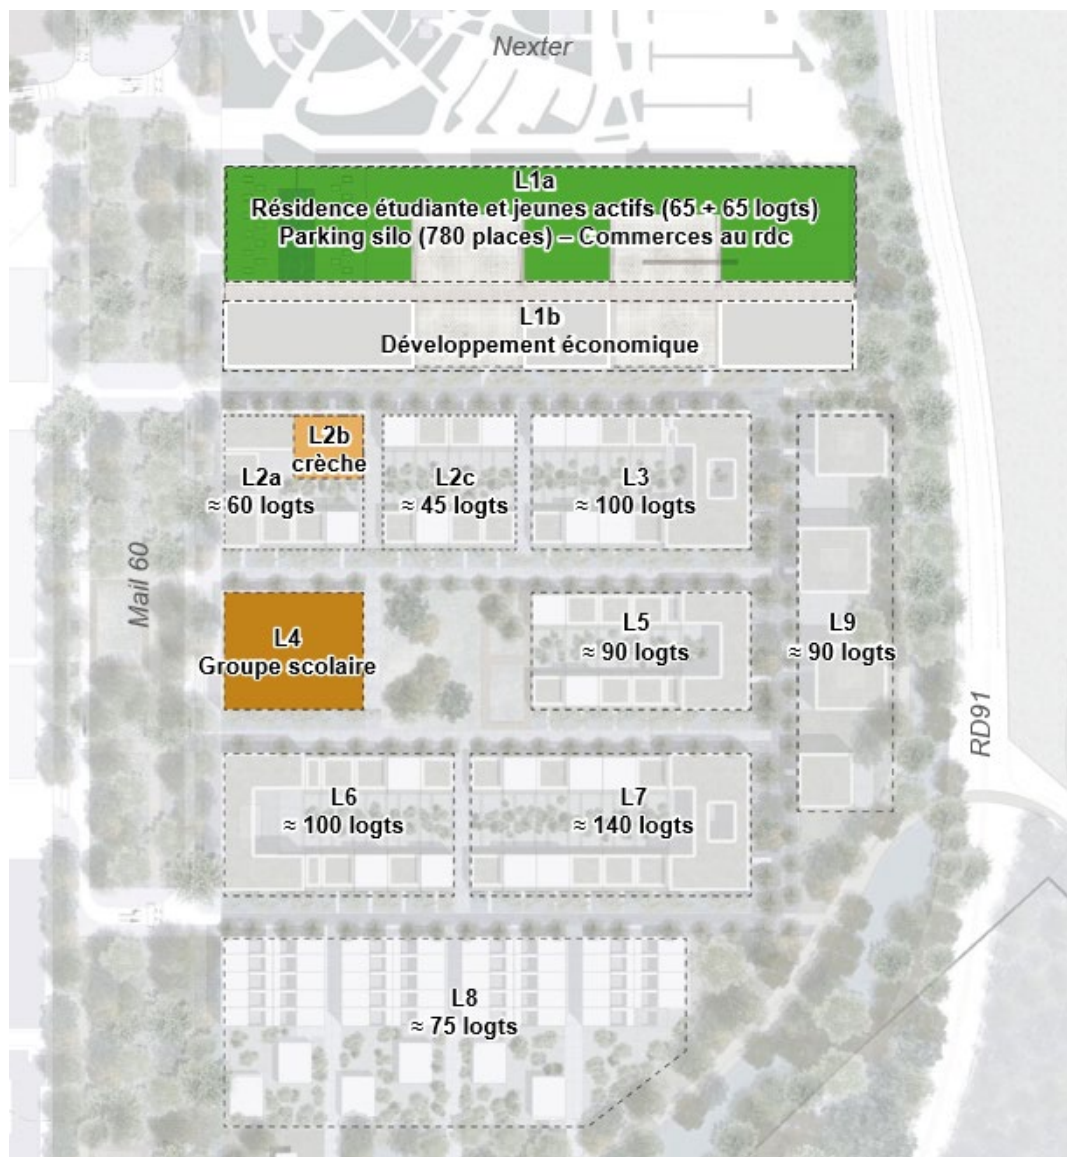 Nexter
L1a
Résidence étudiante et jeunes actifs (65 + 65 logts)
Parking silo (780 places) – Commerces au rdc
L1b
Développement économique
L2b
crèche
L2a
≈ 60 logts
L2c
≈ 45 logts
L3
≈ 100 logts
Mail 60
L4
Groupe scolaire
L5
≈ 90 logts
L9
≈ 90 logts
RD91
L6
≈ 100 logts
L7
≈ 140 logts
L8
≈ 75 logts